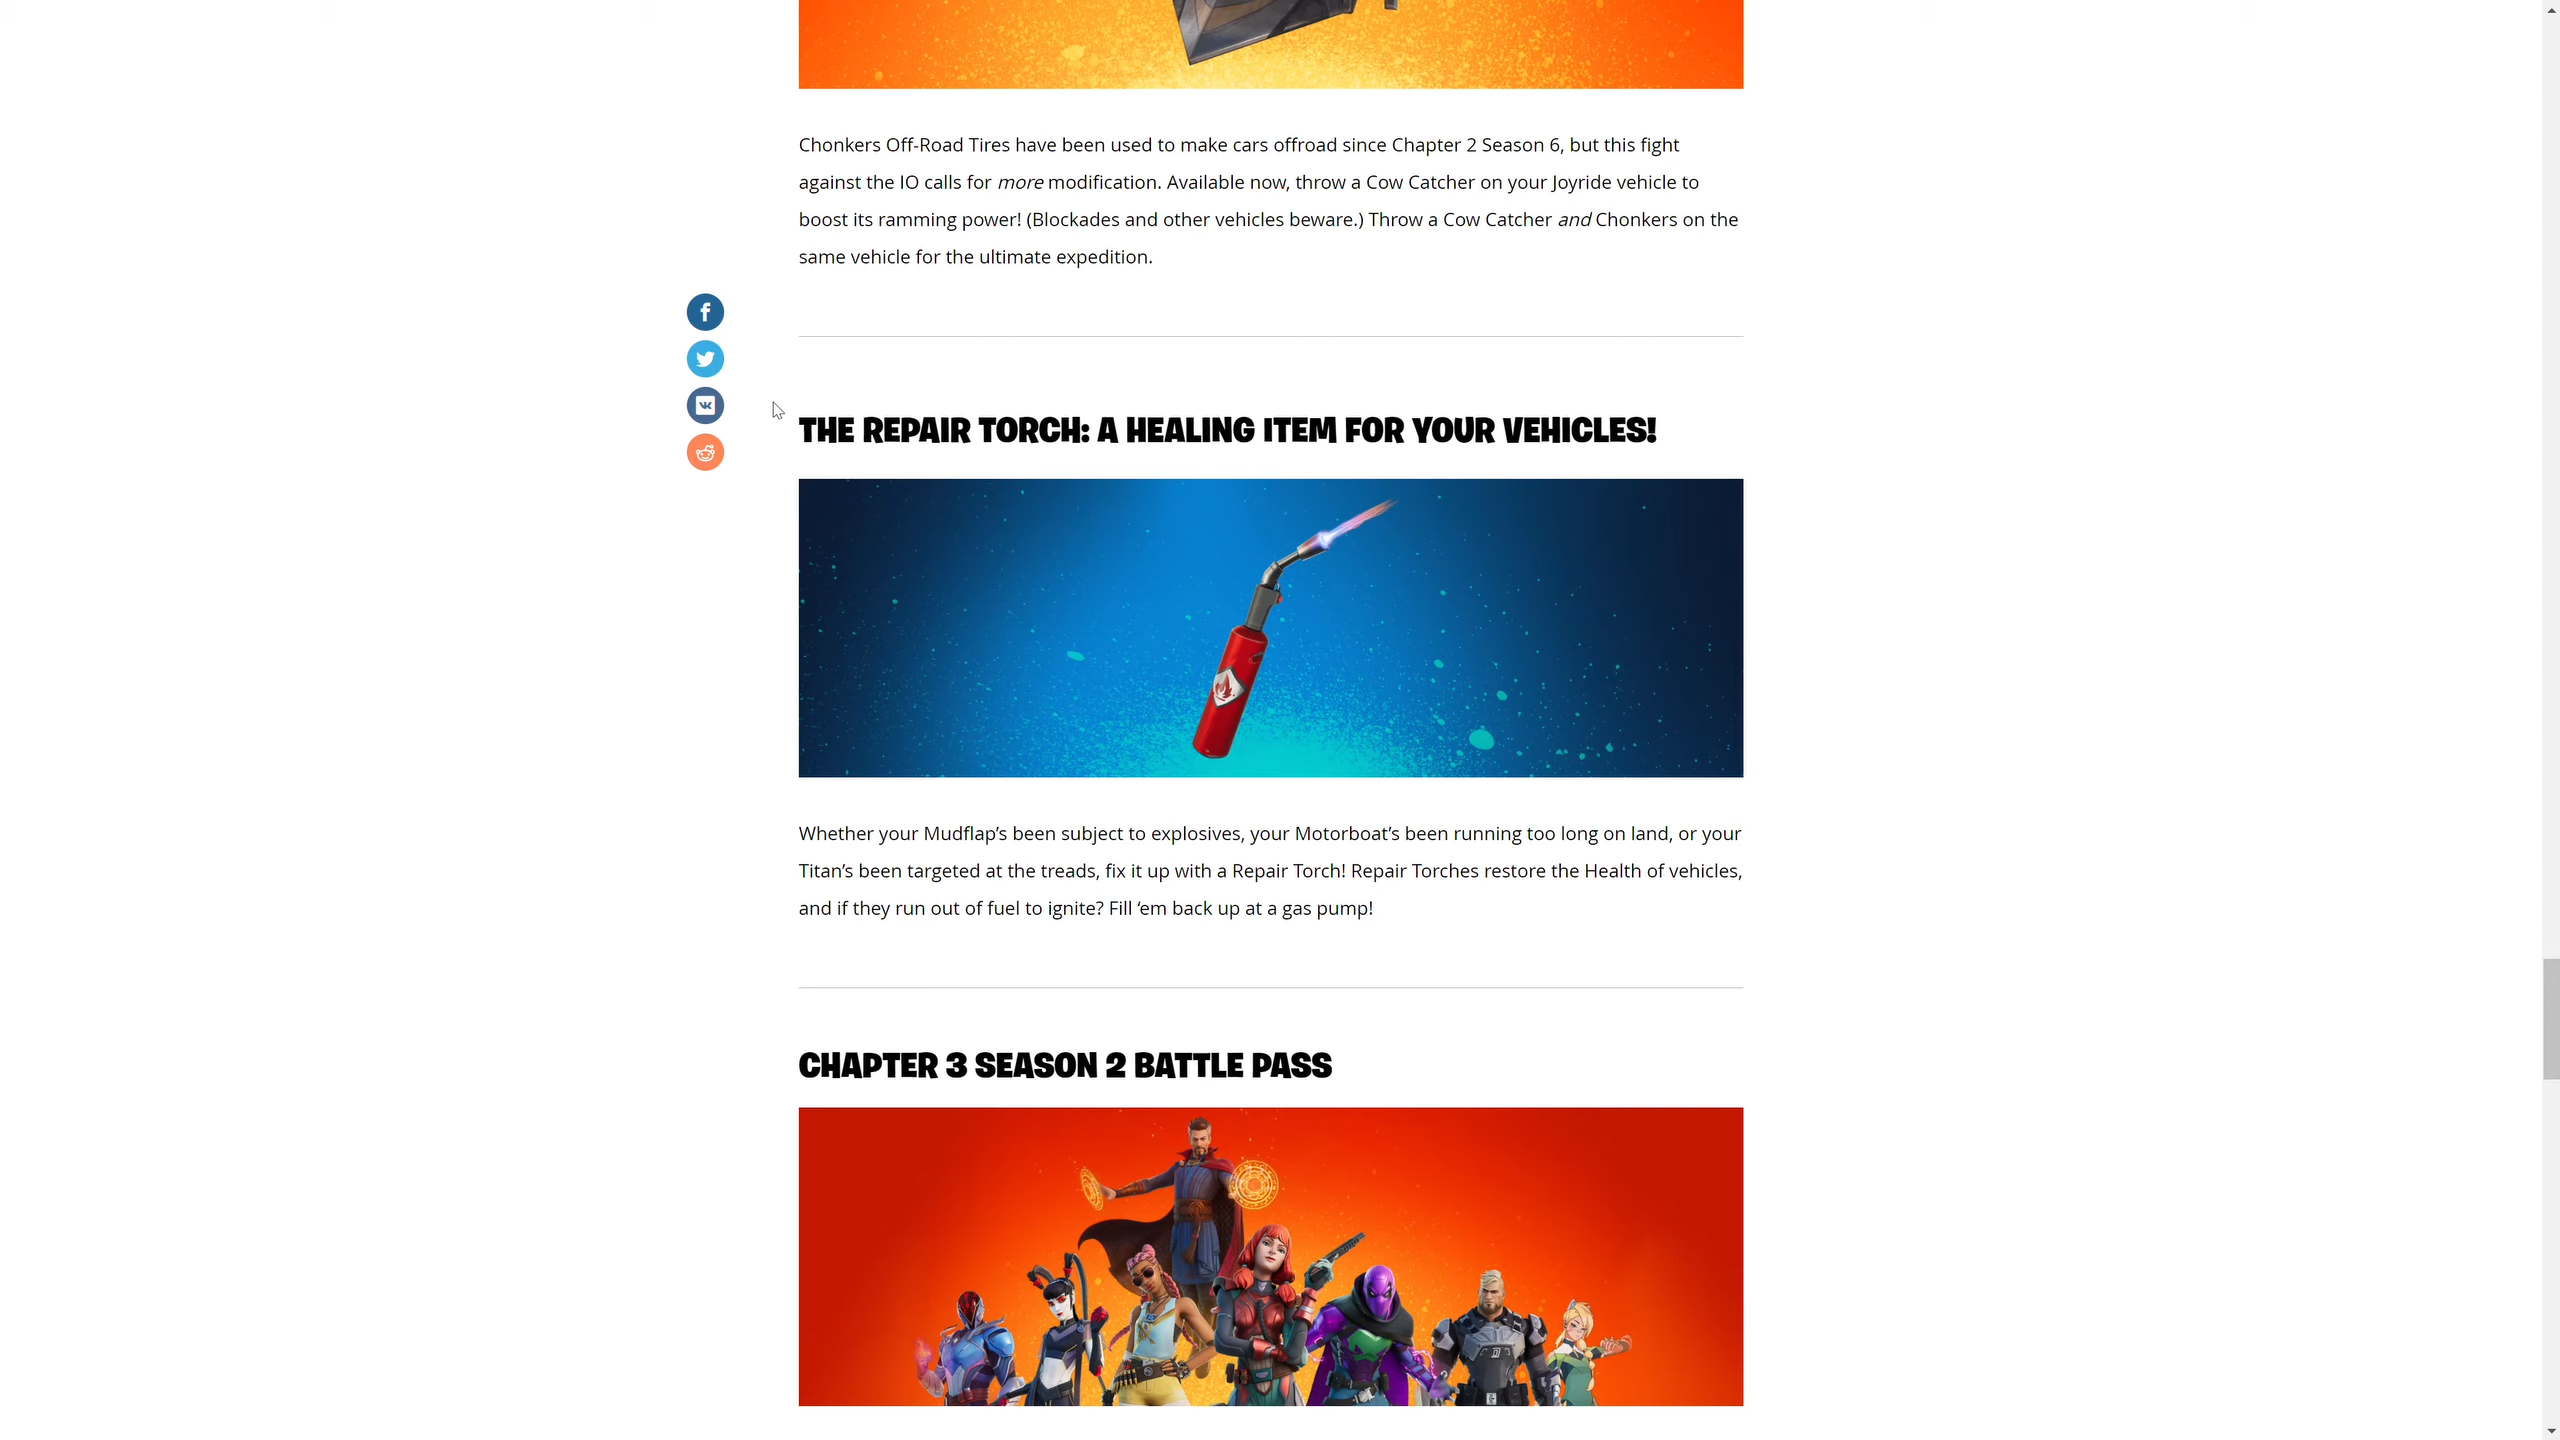 Chonkers Off-Road Tires have been used to make cars offroad since Chapter 2 Season 6, but this fight
against the IO calls for more modification. Available now, throw a Cow Catcher on your Joyride vehicle to
boost its ramming power! (Blockades and other vehicles beware.) Throw a Cow Catcher and Chonkers on the
same vehicle for the ultimate expedition.
THE REPAIR TORCH: A HEALING ITEM FOR YOUR VEHICLES!
Whether your Mudflap’s been subject to explosives, your Motorboat’s been running too long on land, or your
Titan’s been targeted at the treads, fix it up with a Repair Torch! Repair Torches restore the Health of vehicles,
and if they run out of fuel to ignite? Fill ‘em back up at a gas pump!
CHAPTER 3 SEASON 2 BATTLE PASS